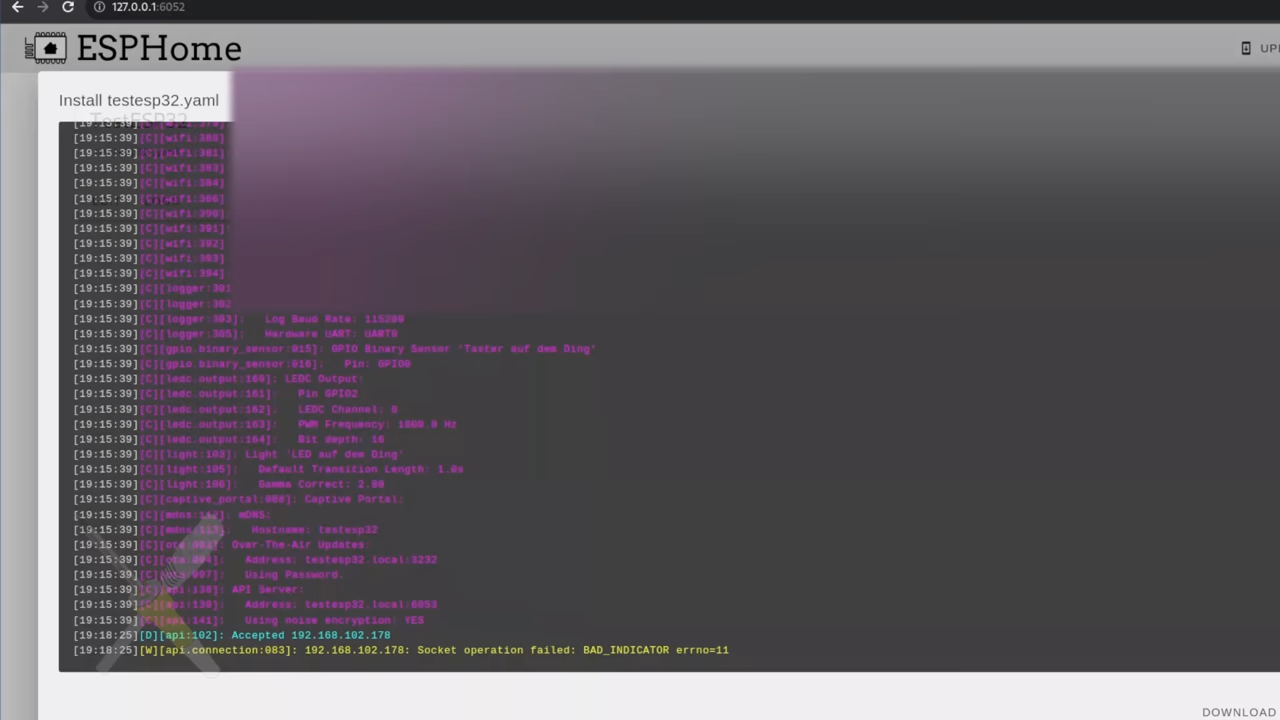 127.0.0.1:6052
ESPHome
UP
Install testesp32.yaml
TestESP32
[19:15:39][C][wifi:379]:
[19:15:39][C][wifi:380]
[19:15:39][C][wifi:381]
[19:15:39][C][wifi:383]
[19:15:39][C][wifi:384]
[19:15:39][C][wifi:386]
[19:15:39][C][wifi:390]
[19:15:39][C][wifi:391]:
[19:15:39][C][wifi:392]
[19:15:39][C][wifi:393]
[19:15:39][C][wifi:394]
[19:15:39][C][logger:301
[19:15:39][C][logger:302
[19:15:39][C][logger:303]: Log Baud Rate: 115200
[19:15:39][C][logger:305]: Hardware UART: UART0
[19:15:39][C][gpio.binary_sensor:015]: GPIO Binary Sensor 'Taster auf dem Ding'
[19:15:39][C][gpio.binary_sensor:016]: Pin: GPIO0
[19:15:39][C][ledc.output:160]: LEDC Output:
[19:15:39][C][ledc.output:161]: Pin GPIO2
[19:15:39][C][ledc.output:162]: LEDC Channel: 0
[19:15:39][C][ledc.output:163]: PWM Frequency: 1000.0 Hz
[19:15:39][C][ledc.output:164]: Bit depth: 16
[19:15:39][C][light:103]: Light 'LED auf dem Ding'
[19:15:39][C][light:105]: Default Transition Length: 1.0s
[19:15:39][C][light:106]: Gamma Correct: 2.80
[19:15:39][C][captive_portal:088]: Captive Portal:
[19:15:39][C][mdns:112]: mDNS:
[19:15:39][C][mdns:113]: Hostname: testesp32
[19:15:39][C][ota:093]: Over-The-Air Updates:
[19:15:39][C][ota:094]: Address: testesp32.local:3232
[19:15:39][C][ota:097]: Using Password.
[19:15:39][C][api:138]: API Server:
[19:15:39][C][api:139]: Address: testesp32.local:6053
[19:15:39][C][api:141]: Using noise encryption: YES
[19:18:25][D][api:102]: Accepted 192.168.102.178
[19:18:25][W][api.connection:083]: 192.168.102.178: Socket operation failed: BAD_INDICATOR errno=11
DOWNLOAD